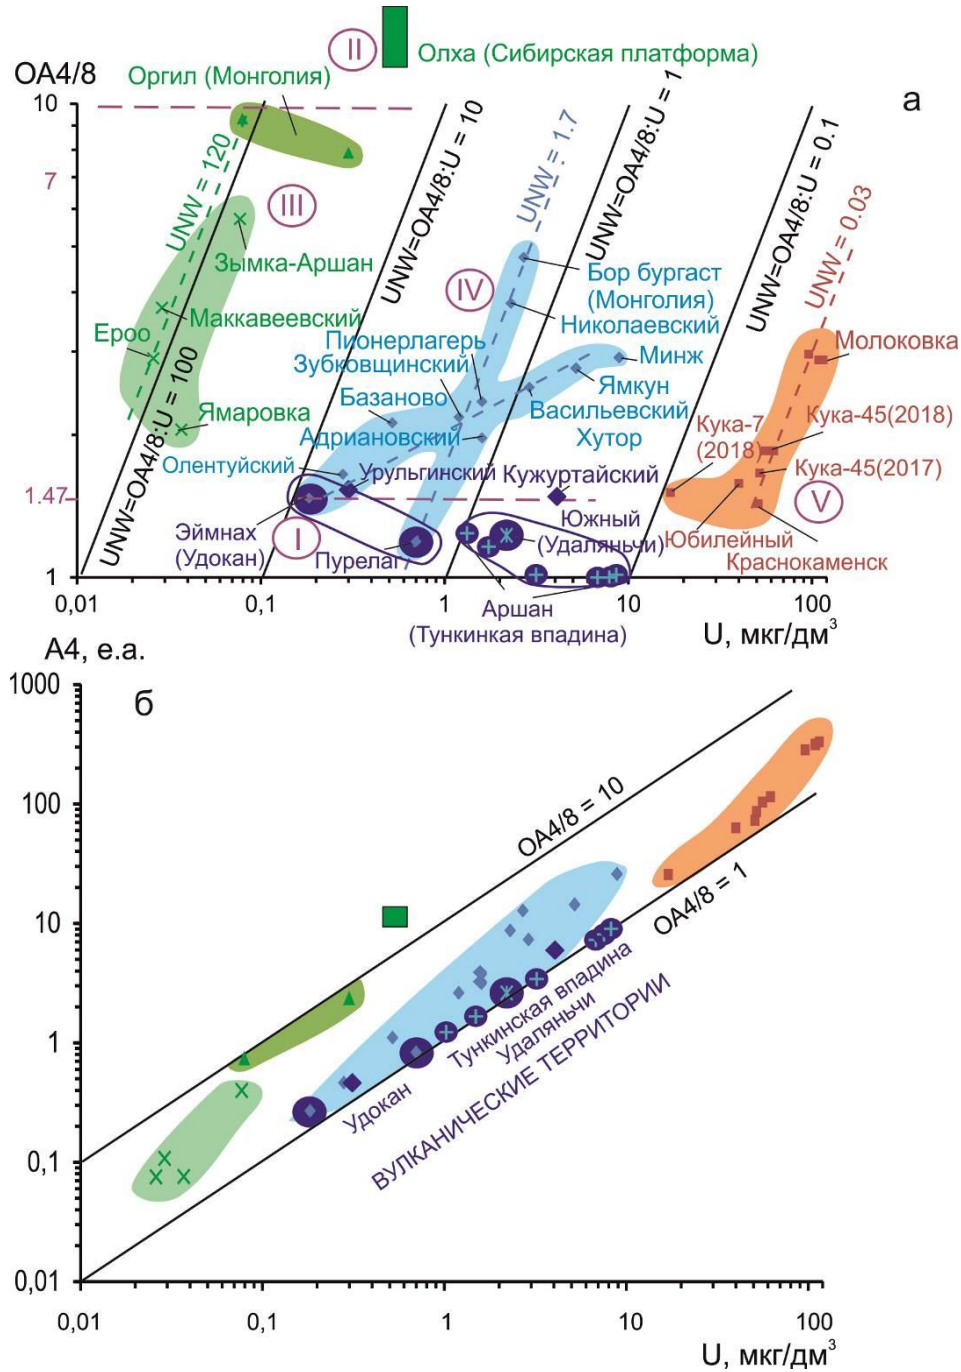 II
Олха (Сибирская платформа)
ОА4/8
Оргил (Монголия)
а
10
UNW = 120
UNW=OA4/8:U = 10
UNW = 1.7
UNW=OA4/8:U = 1
UNW=OA4/8:U = 0.1
UNW = 0.03
7
III
Зымка-Аршан
IV
Бор бургаст
(Монголия)
Маккавеевский
Николаевский
Ероо
Пионерлагерь
Зубковщинский
Минж
Молоковка
UNW=OA4/8:U = 100
Ямкун
Базаново
Васильевский
Хутор
Ямаровка
Адриановский
Кука-7
(2018)
Кука-45(2018)
Олентуйский
Урульгинский
Кужуртайский
Кука-45(2017)
1.47
V
Эймнах
(Удокан)
I
Пурелаг
Южный
(Удаляньчи)
Юбилейный
Краснокаменск
1
0,01
0,1
1
10
100
Аршан
(Тункинкая впадина)
U, мкг/дм3
А4, е.а.
1000
б
100
ОА4/8 = 10
ОА4/8 = 1
10
1
Тункинская впадина
Удаляньчи
Удокан
ВУЛКАНИЧЕСКИЕ ТЕРРИТОРИИ
0,1
0,01
0,01
0,1
1
10
100
U, мкг/дм3